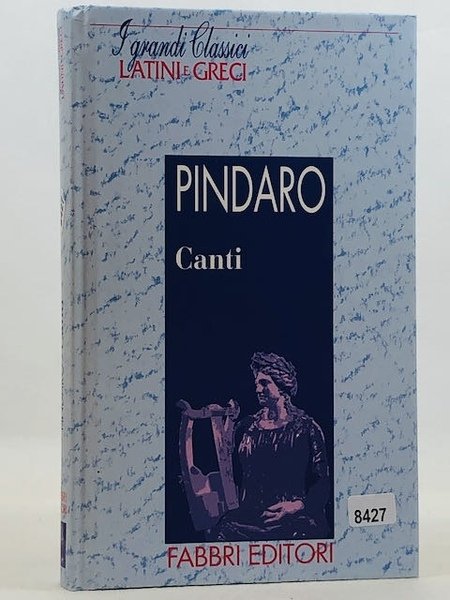 I grandi Classici
LATINI E GRECI
PINDARO
Canti
8427
FABBRI EDITORI